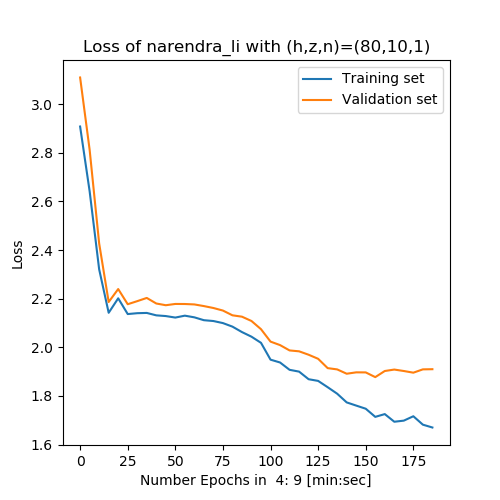 Loss of narendra_li with (h,z,n)=(80,10,1)
Training set
Validation set
3.0
2.8
2.6
2.4
2.2
2.0
1.8
1.6
Loss
0 25 50 75 100 125 150 175
Number Epochs in  4: 9 [min:sec]